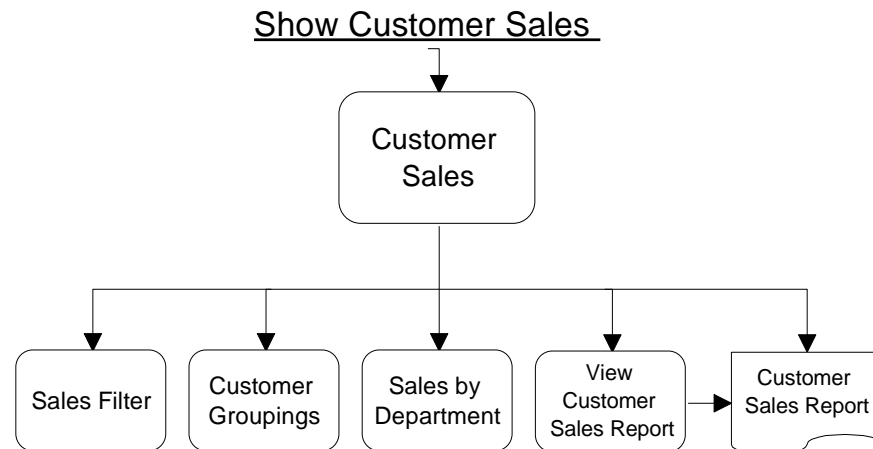 Show Customer Sales
Customer
Sales
Sales Filter
Customer
Groupings
Sales by
Department
View
Customer
Sales Report
Customer
Sales Report